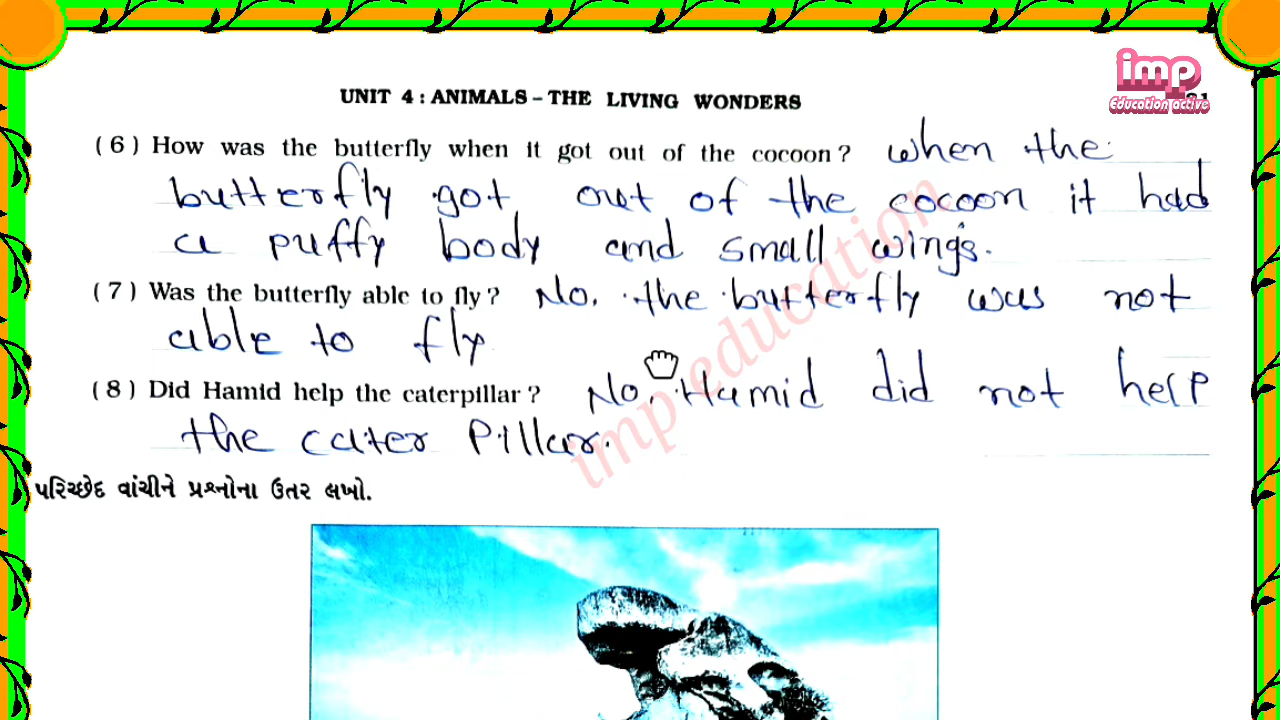 imp
Education active
UNIT 4 : ANIMALS – THE LIVING WONDERS
(6) How was the butterfly when it got out of the cocoon ? when the
butterfly got out of the cocoon it had
a puffy body and small wings.
(7) Was the butterfly able to fly ? No. the butterfly was not
able to fly
(8) Did Hamid help the caterpillar ? No. Hamid did not help
the cater pillar.
પરિચ્છેદ વાંચીને પ્રશ્નોના ઉતર લખો.
imp education